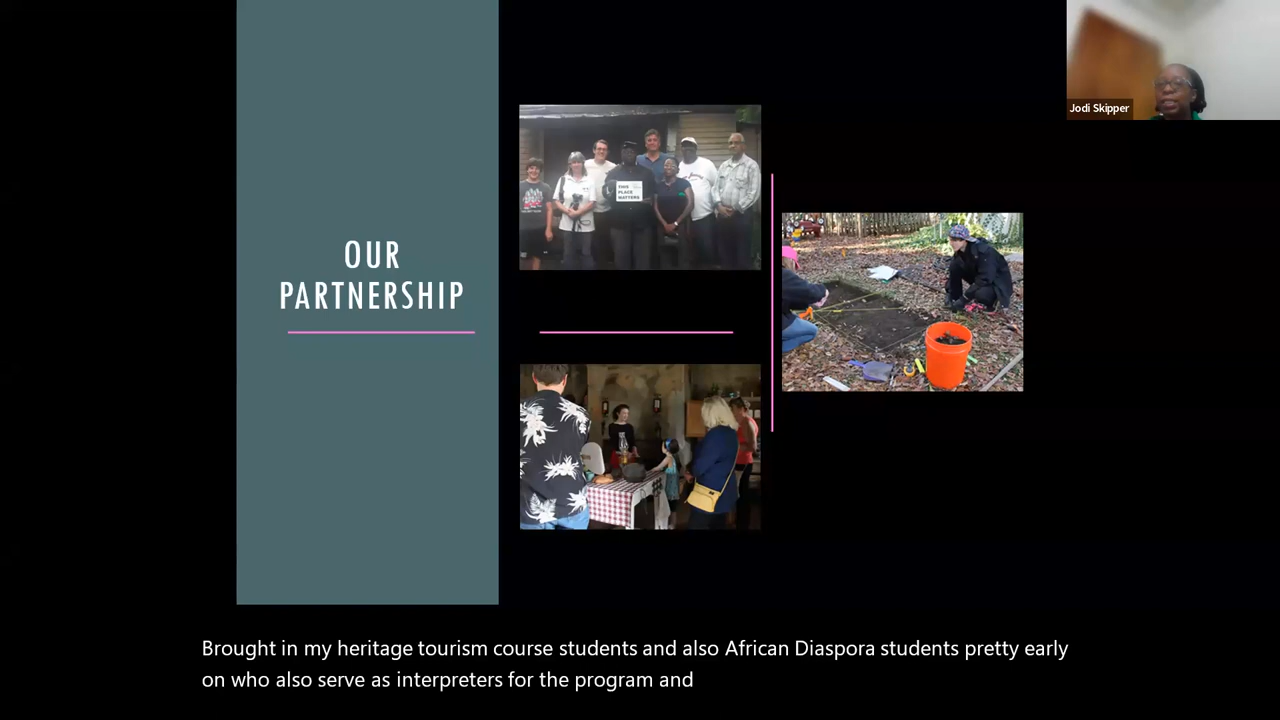 Jodi Skipper
THIS
PLACE
MATTERS
OUR
PARTNERSHIP
Brought in my heritage tourism course students and also African Diaspora students pretty early
on who also serve as interpreters for the program and